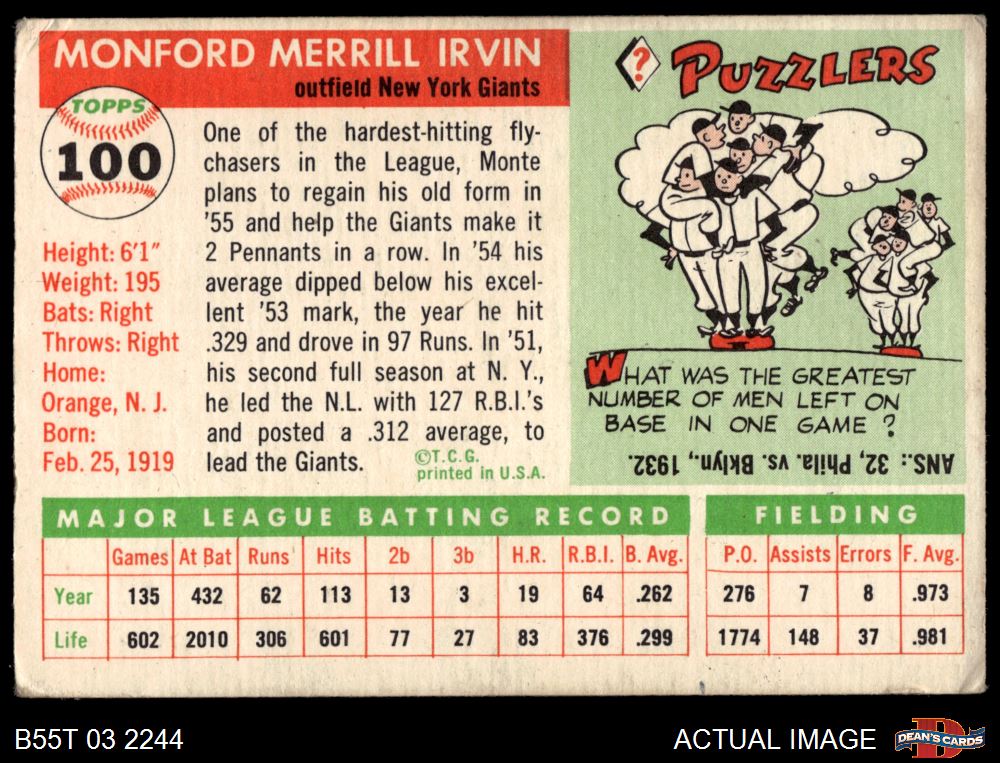 MONFORD MERRILL IRVIN
outfield New York Giants
TOPPS
100
Height: 6'1"
Weight: 195
Bats: Right
Throws: Right
Home:
Orange, N. J.
Born:
Feb. 25, 1919
One of the hardest-hitting fly-
chasers in the League, Monte
plans to regain his old form in
'55 and help the Giants make it
2 Pennants in a row. In '54 his
average dipped below his excel-
lent '53 mark, the year he hit
.329 and drove in 97 Runs. In '51,
his second full season at N. Y.,
he led the N.L. with 127 R.B.I.'s
and posted a .312 average, to
lead the Giants.
©T.C.G.
printed in U.S.A.
? PUZZLERS
WHAT WAS THE GREATEST
NUMBER OF MEN LEFT ON
BASE IN ONE GAME ?
ANS.: 32, Phila. vs. Bklyn., 1932.
MAJOR LEAGUE BATTING RECORD FIELDING
Games At Bat Runs Hits 2b 3b H.R. R.B.I. B. Avg. P.O. Assists Errors F. Avg.
Year 135 432 62 113 13 3 19 64 .262 276 7 8 .973
Life 602 2010 306 601 77 27 83 376 .299 1774 148 37 .981
B55T 03 2244
ACTUAL IMAGE
D
DEAN'S CARDS